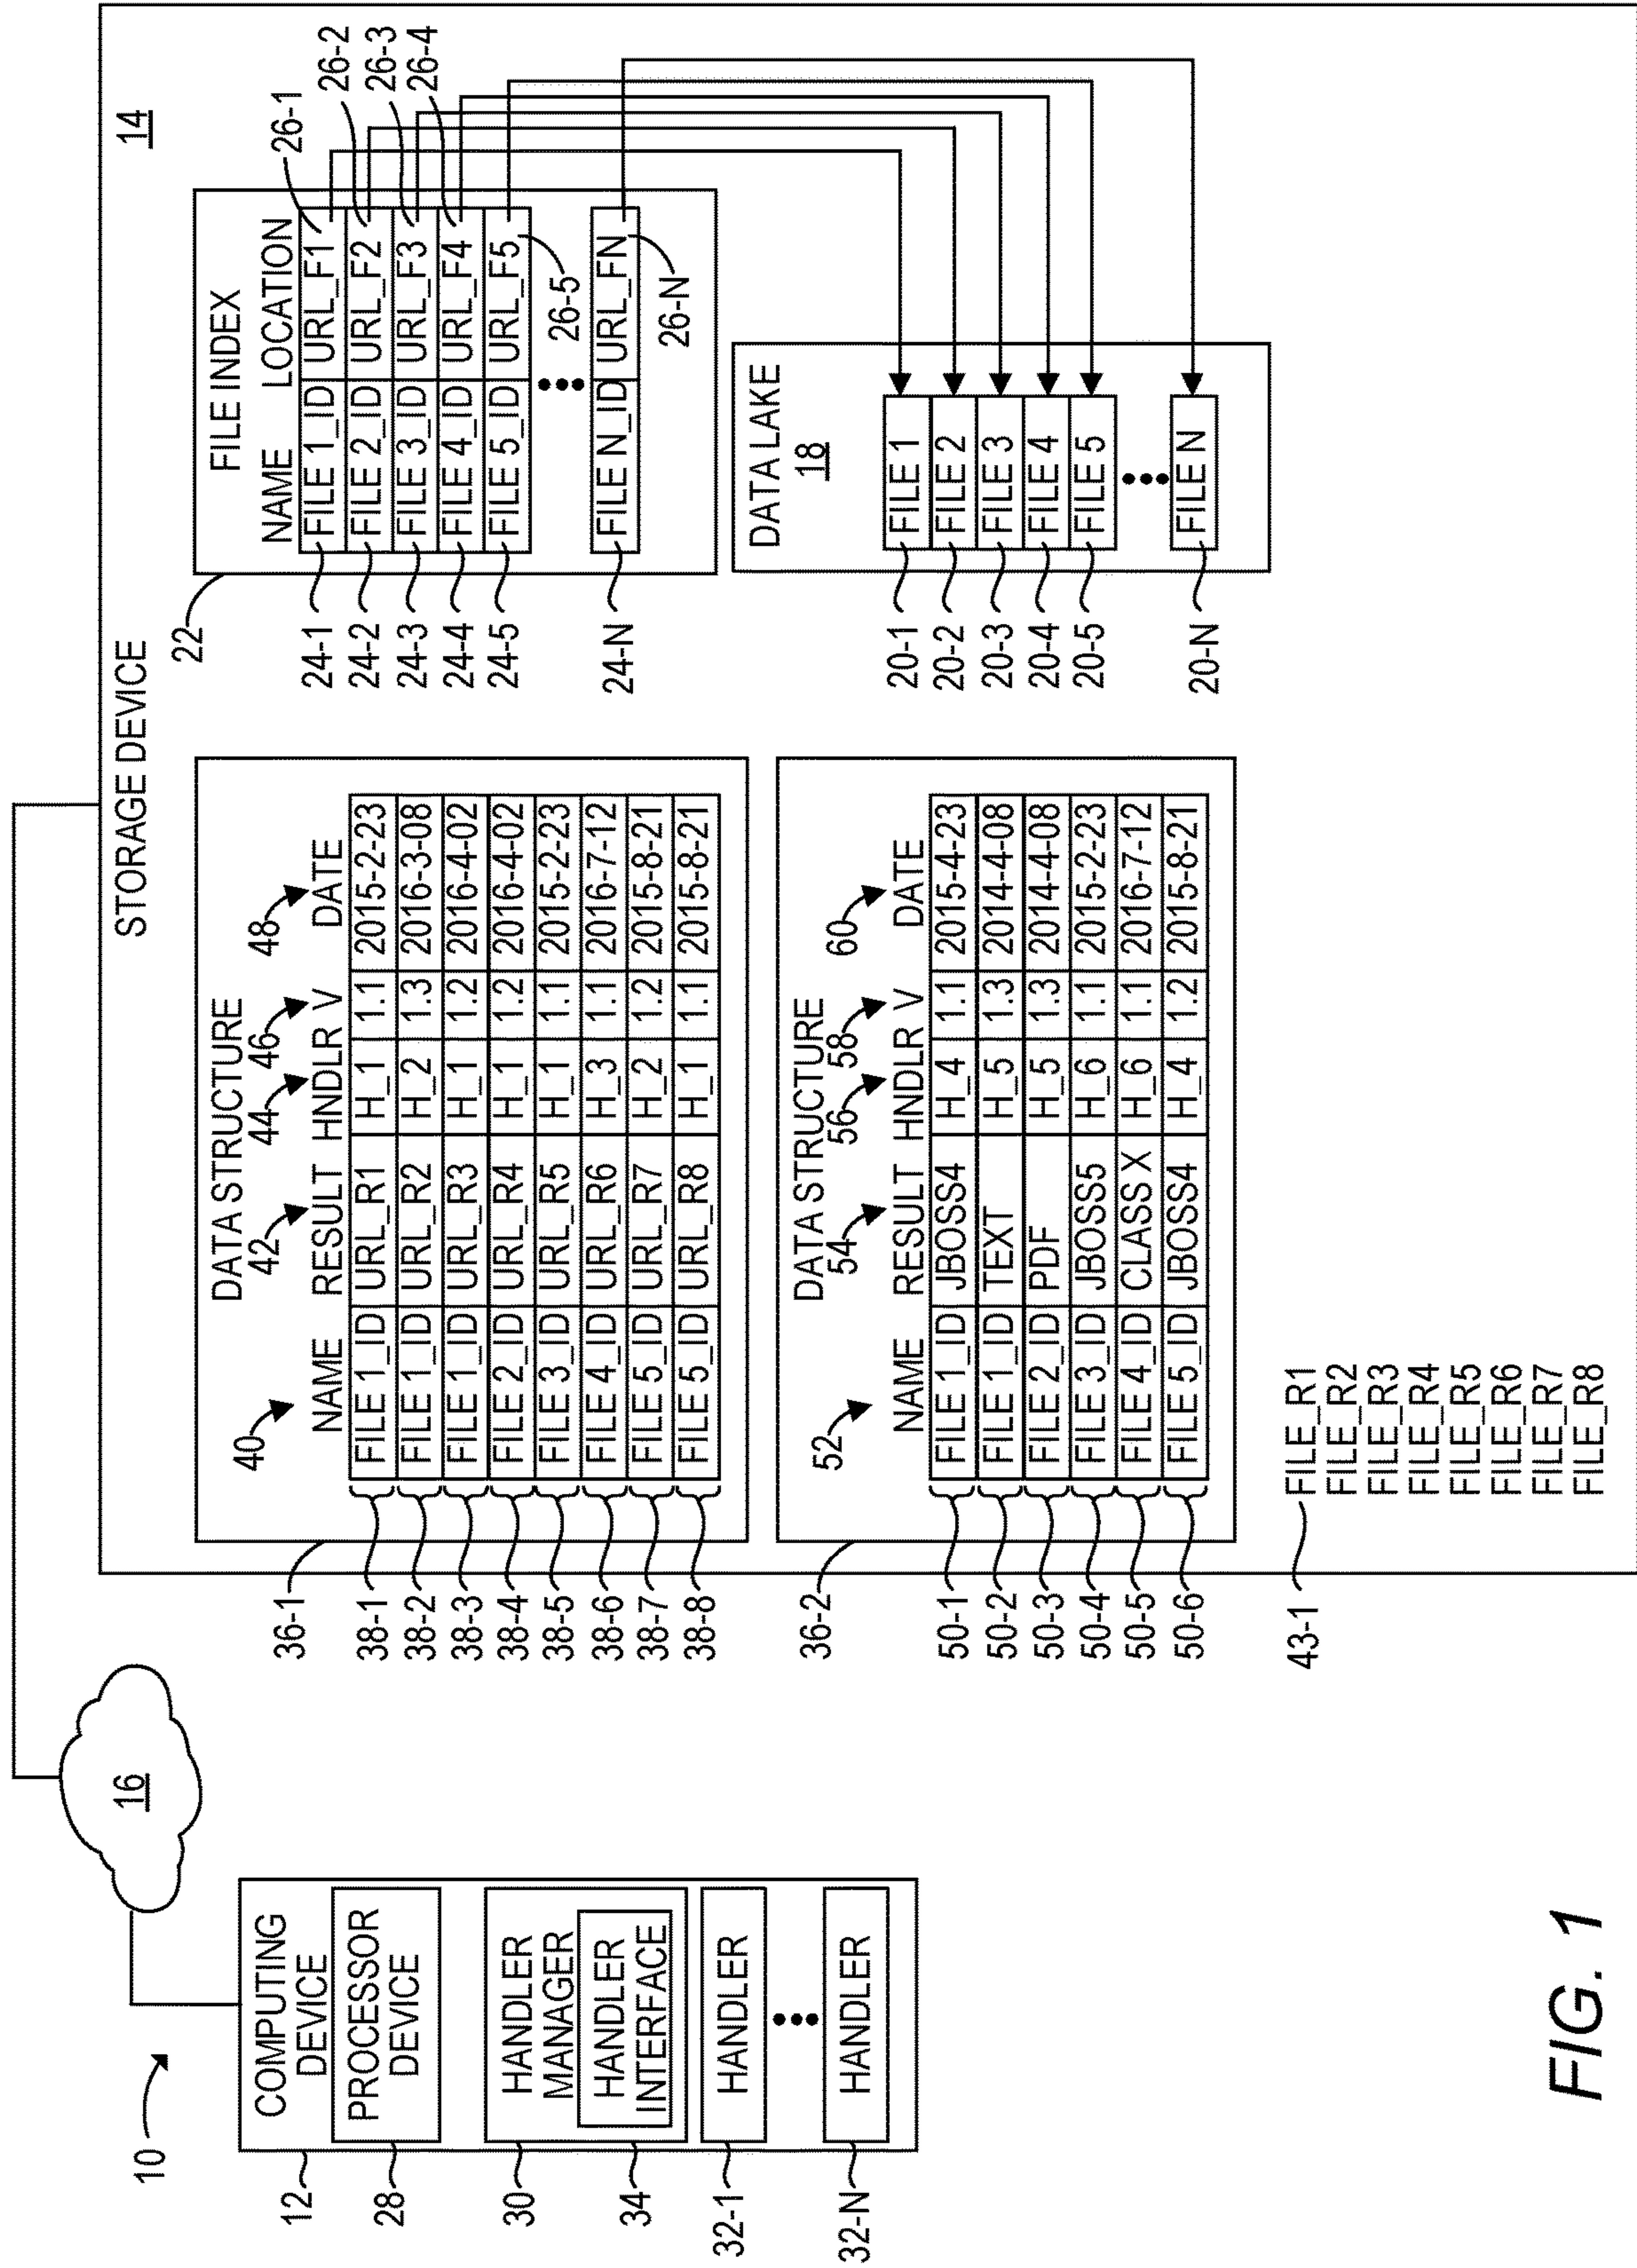 10
12
COMPUTING DEVICE
28
PROCESSOR DEVICE
30
HANDLER MANAGER
34
HANDLER INTERFACE
32-1
HANDLER
32-N
HANDLER
16
STORAGE DEVICE
14
36-1
DATA STRUCTURE
40 42 44 46 48
NAME RESULT HNDLR V DATE
38-1 FILE 1_ID URL_R1 H_1 1.1 2015-2-23
38-2 FILE 1_ID URL_R2 H_2 1.3 2016-3-08
38-3 FILE 1_ID URL_R3 H_1 1.2 2016-4-02
38-4 FILE 2_ID URL_R4 H_1 1.2 2016-4-02
38-5 FILE 3_ID URL_R5 H_1 1.1 2015-2-23
38-6 FILE 4_ID URL_R6 H_3 1.1 2016-7-12
38-7 FILE 5_ID URL_R7 H_2 1.2 2015-8-21
38-8 FILE 5_ID URL_R8 H_1 1.1 2015-8-21
36-2
DATA STRUCTURE
52 54 56 58 60
NAME RESULT HNDLR V DATE
50-1 FILE 1_ID JBOSS4 H_4 1.1 2015-4-23
50-2 FILE 1_ID TEXT H_5 1.3 2014-4-08
50-3 FILE 2_ID PDF H_5 1.3 2014-4-08
50-4 FILE 3_ID JBOSS5 H_6 1.1 2015-2-23
50-5 FILE 4_ID CLASS X H_6 1.1 2016-7-12
50-6 FILE 5_ID JBOSS4 H_4 1.2 2015-8-21
43-1 FILE_R1
FILE_R2
FILE_R3
FILE_R4
FILE_R5
FILE_R6
FILE_R7
FILE_R8
22
FILE INDEX
NAME LOCATION
24-1 FILE 1_ID URL_F1 26-1
24-2 FILE 2_ID URL_F2 26-2
24-3 FILE 3_ID URL_F3 26-3
24-4 FILE 4_ID URL_F4 26-4
24-5 FILE 5_ID URL_F5 26-5
24-N FILE N_ID URL_FN 26-N
DATA LAKE
18
20-1 FILE 1
20-2 FILE 2
20-3 FILE 3
20-4 FILE 4
20-5 FILE 5
20-N FILE N
FIG. 1